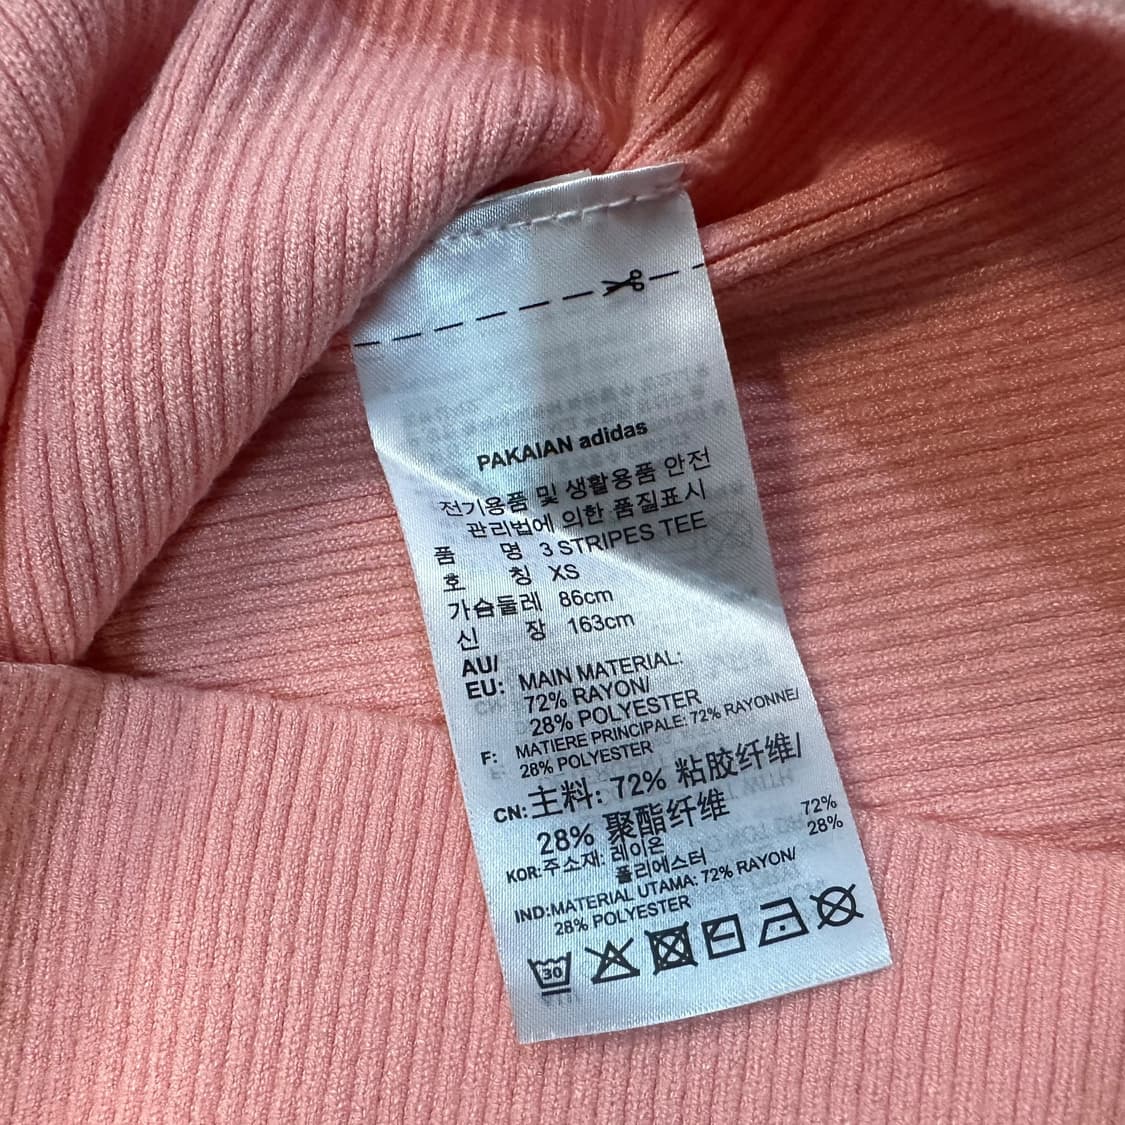 PAKAIAN adidas
전기용품 및 생활용품 안전
관리법에 의한 품질표시
품 명 3 STRIPES TEE
호 칭 XS
가슴둘레 86cm
신 장 163cm
AU/
EU: MAIN MATERIAL:
72% RAYON/
28% POLYESTER
F: MATIERE PRINCIPALE: 72% RAYONNE/
28% POLYESTER
CN: 主料: 72% 粘胶纤维/
28% 聚酯纤维
KOR: 주소재: 레이온 72%
폴리에스터 28%
IND: MATERIAL UTAMA: 72% RAYON/
28% POLYESTER
30